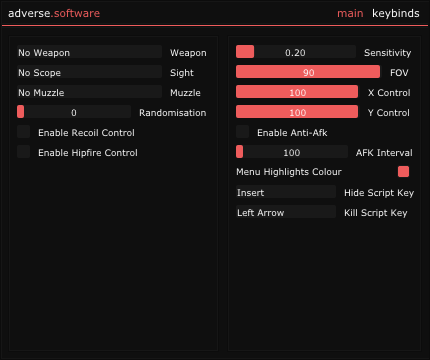 adverse.software main keybinds
No Weapon Weapon
No Scope Sight
No Muzzle Muzzle
0 Randomisation
Enable Recoil Control
Enable Hipfire Control
0.20 Sensitivity
90 FOV
100 X Control
100 Y Control
Enable Anti-Afk
100 AFK Interval
Menu Highlights Colour
Insert Hide Script Key
Left Arrow Kill Script Key